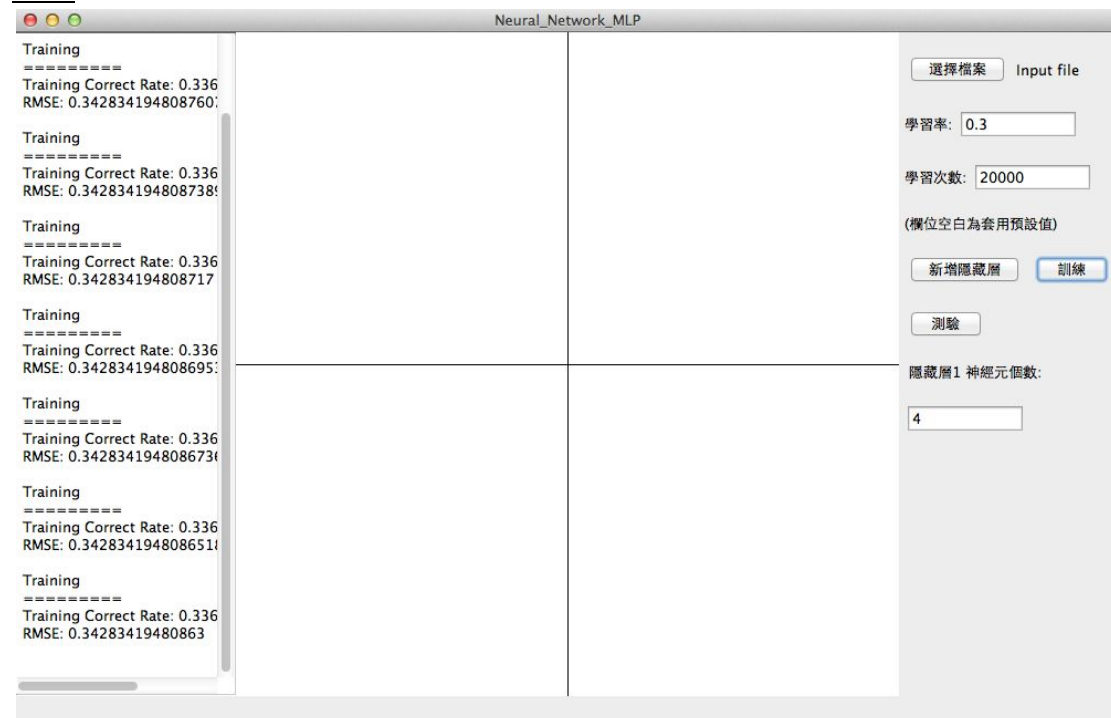 Neural_Network_MLP
Training
=========
Training Correct Rate: 0.336
RMSE: 0.3428341948087607
Training
=========
Training Correct Rate: 0.336
RMSE: 0.342834194808738
Training
=========
Training Correct Rate: 0.336
RMSE: 0.342834194808717
Training
=========
Training Correct Rate: 0.336
RMSE: 0.342834194808695
Training
=========
Training Correct Rate: 0.336
RMSE: 0.342834194808673
Training
=========
Training Correct Rate: 0.336
RMSE: 0.342834194808651
Training
=========
Training Correct Rate: 0.336
RMSE: 0.34283419480863
選擇檔案 Input file
學習率: 0.3
學習次數: 20000
(欄位空白為套用預設值)
新增隱藏層 訓練
測驗
隱藏層1 神經元個數:
4